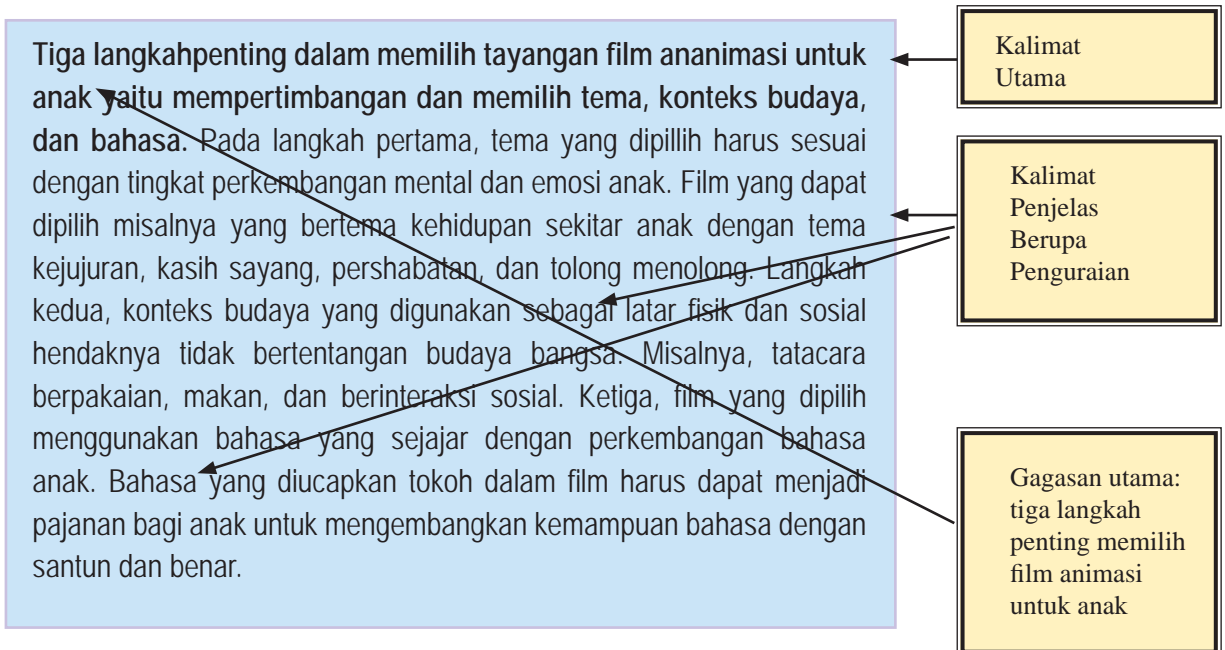 Tiga langkahpenting dalam memilih tayangan film ananimasi untuk
anak yaitu mempertimbangan dan memilih tema, konteks budaya,
dan bahasa. Pada langkah pertama, tema yang dipillih harus sesuai
dengan tingkat perkembangan mental dan emosi anak. Film yang dapat
dipilih misalnya yang bertema kehidupan sekitar anak dengan tema
kejujuran, kasih sayang, pershabatan, dan tolong menolong. Langkah
kedua, konteks budaya yang digunakan sebagai latar fisik dan sosial
hendaknya tidak bertentangan budaya bangsa. Misalnya, tatacara
berpakaian, makan, dan berinteraksi sosial. Ketiga, film yang dipilih
menggunakan bahasa yang sejajar dengan perkembangan bahasa
anak. Bahasa yang diucapkan tokoh dalam film harus dapat menjadi
pajanan bagi anak untuk mengembangkan kemampuan bahasa dengan
santun dan benar.
Kalimat
Utama
Kalimat
Penjelas
Berupa
Penguraian
Gagasan utama:
tiga langkah
penting memilih
film animasi
untuk anak